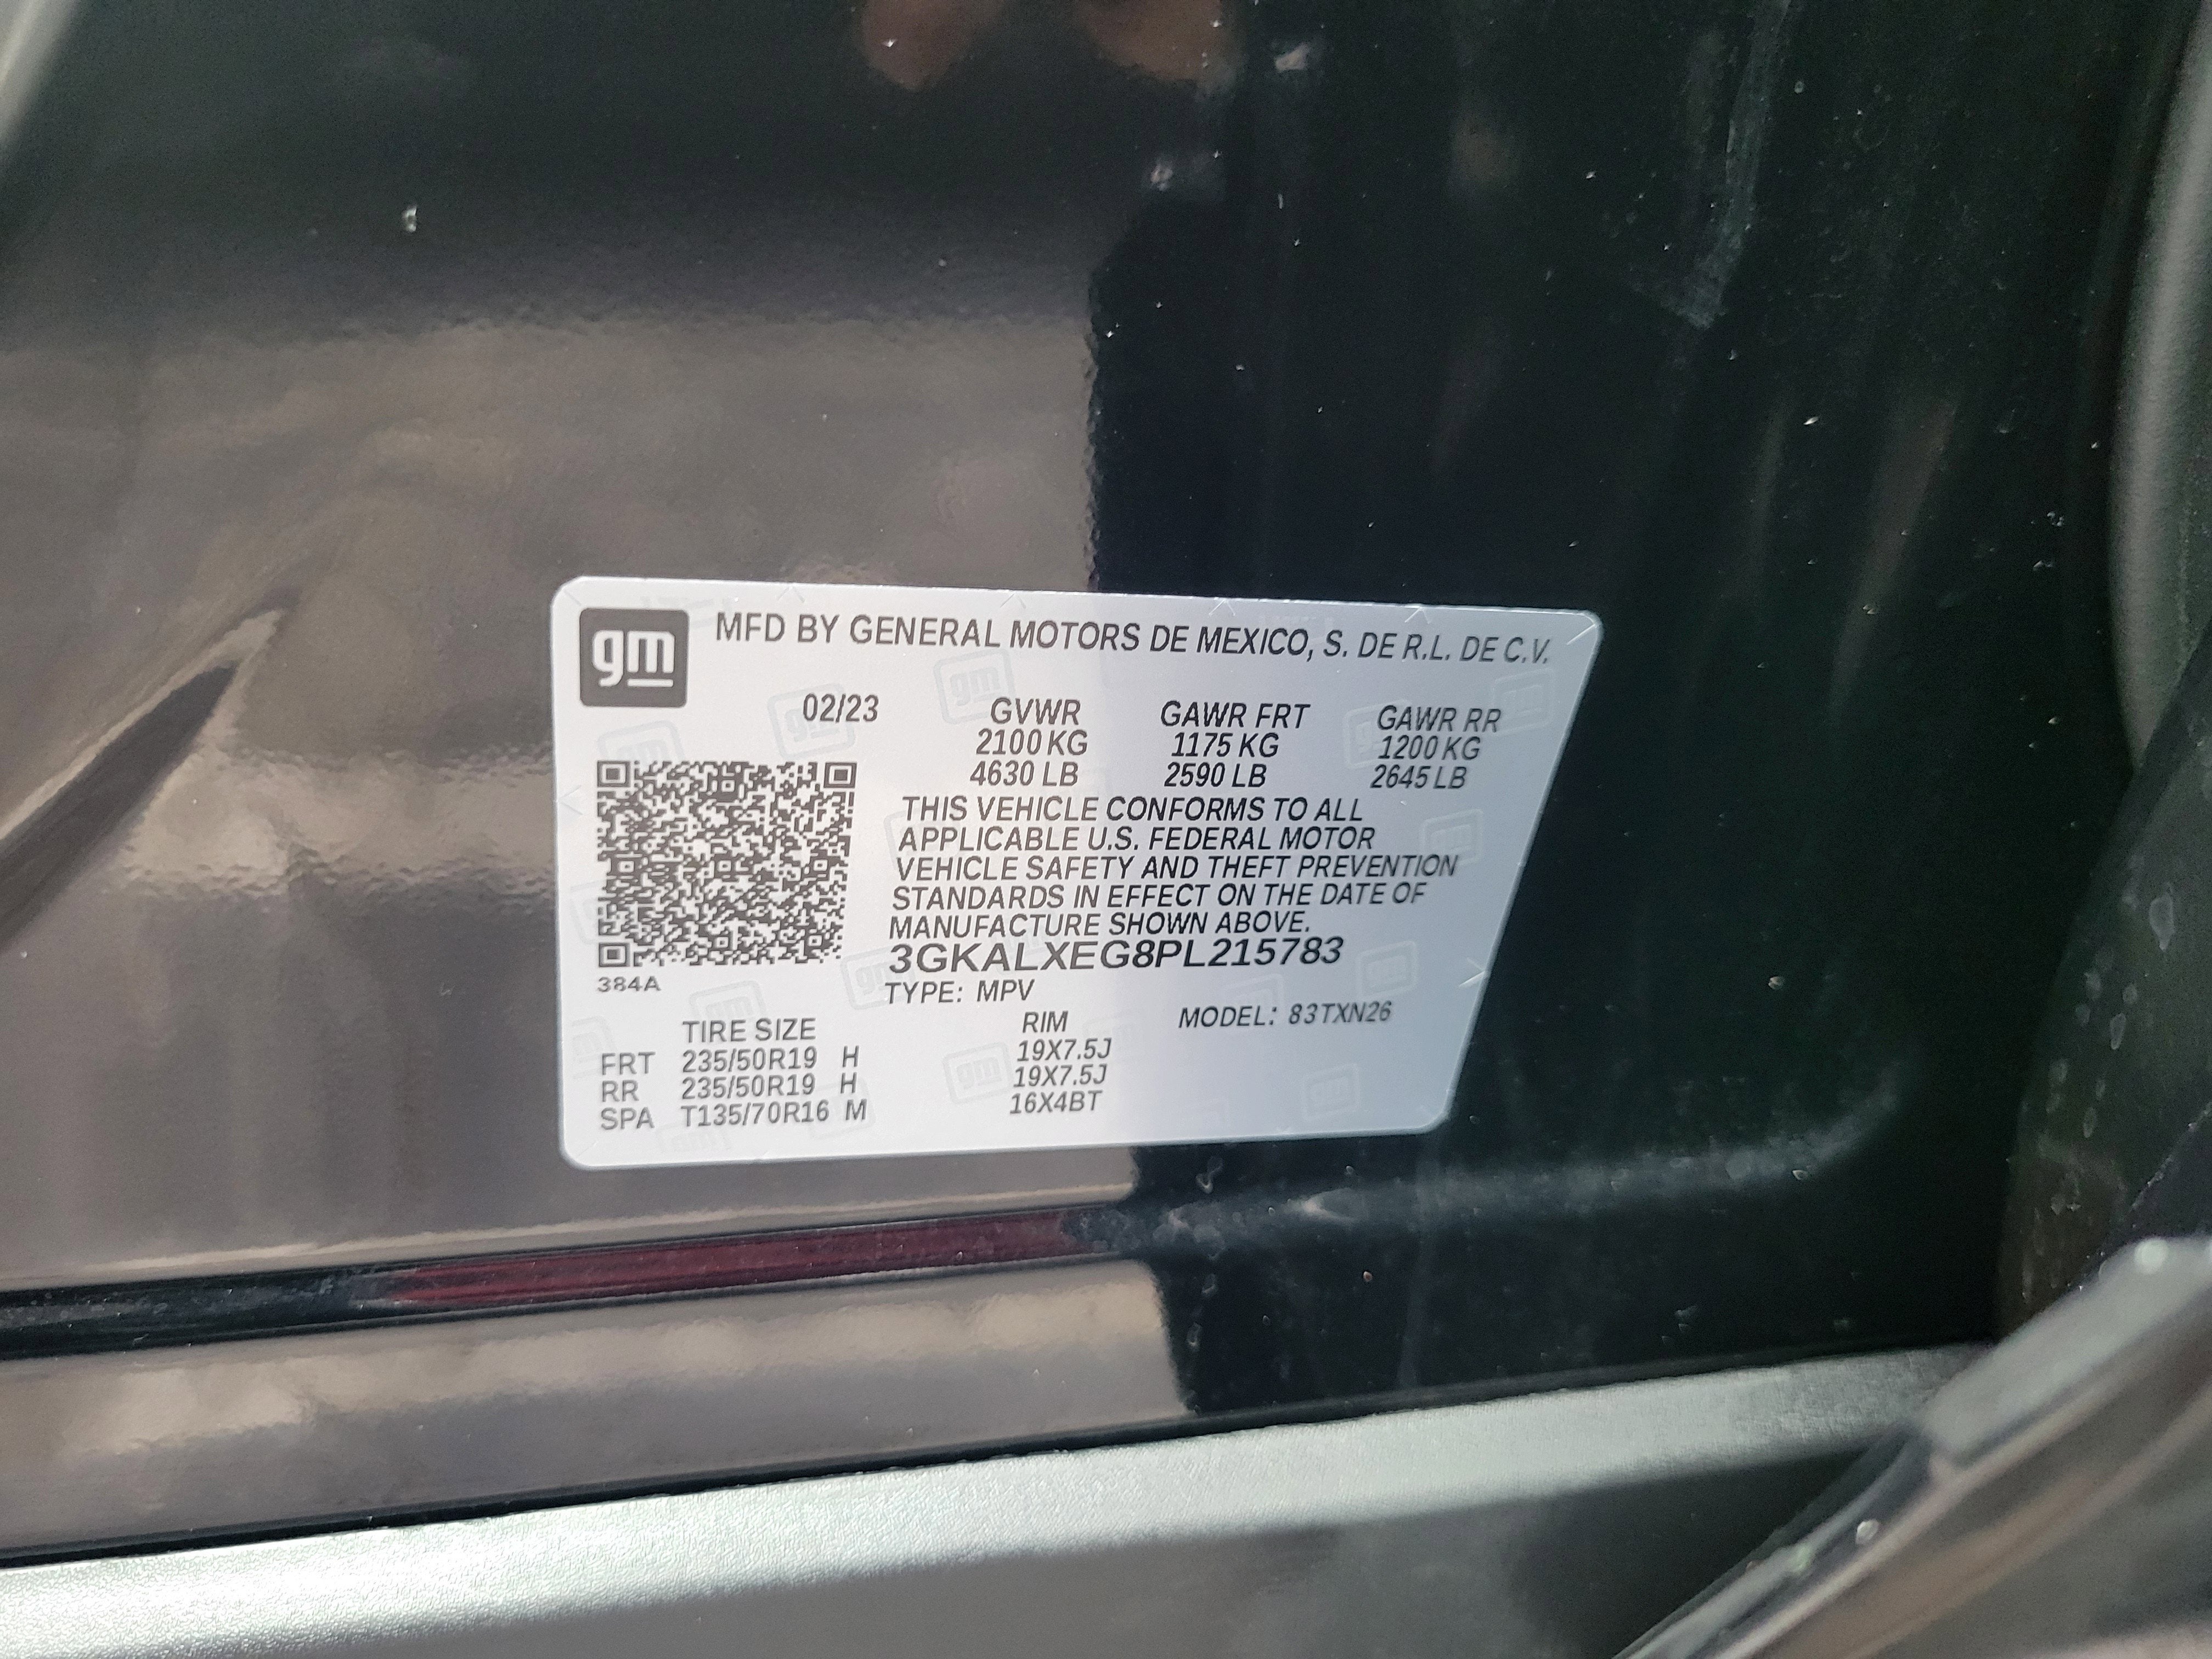 gm MFD BY GENERAL MOTORS DE MEXICO, S. DE R.L. DE C.V.
02/23 GVWR GAWR FRT GAWR RR
2100 KG 1175 KG 1200 KG
4630 LB 2590 LB 2645 LB
THIS VEHICLE CONFORMS TO ALL
APPLICABLE U.S. FEDERAL MOTOR
VEHICLE SAFETY AND THEFT PREVENTION
STANDARDS IN EFFECT ON THE DATE OF
MANUFACTURE SHOWN ABOVE.
3GKALXEG8PL215783
384A
TYPE: MPV MODEL: 83TXN26
TIRE SIZE RIM
FRT 235/50R19 H 19X7.5J
RR 235/50R19 H 19X7.5J
SPA T135/70R16 M 16X4BT